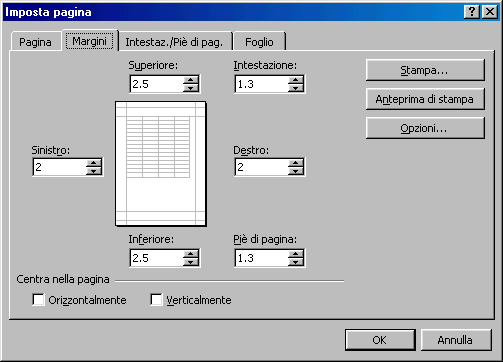 Imposta pagina
Pagina Margini Intestaz./Piè di pag. Foglio
Superiore: Intestazione:
2.5 1.3
Stampa...
Anteprima di stampa
Opzioni...
Sinistro: Destro:
2 2
Inferiore: Piè di pagina:
2.5 1.3
Centra nella pagina
Orizzontalmente Verticalmente
OK Annulla